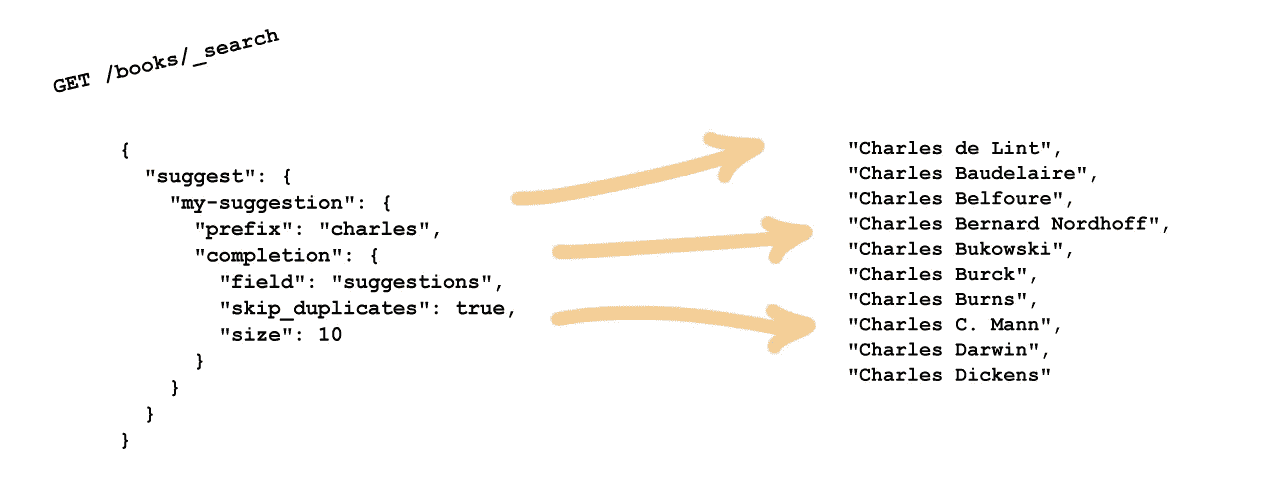 GET /books/_search
{
  "suggest": {
    "my-suggestion": {
      "prefix": "charles",
      "completion": {
        "field": "suggestions",
        "skip_duplicates": true,
        "size": 10
      }
    }
  }
}
"Charles de Lint",
"Charles Baudelaire",
"Charles Belfoure",
"Charles Bernard Nordhoff",
"Charles Bukowski",
"Charles Burck",
"Charles Burns",
"Charles C. Mann",
"Charles Darwin",
"Charles Dickens"